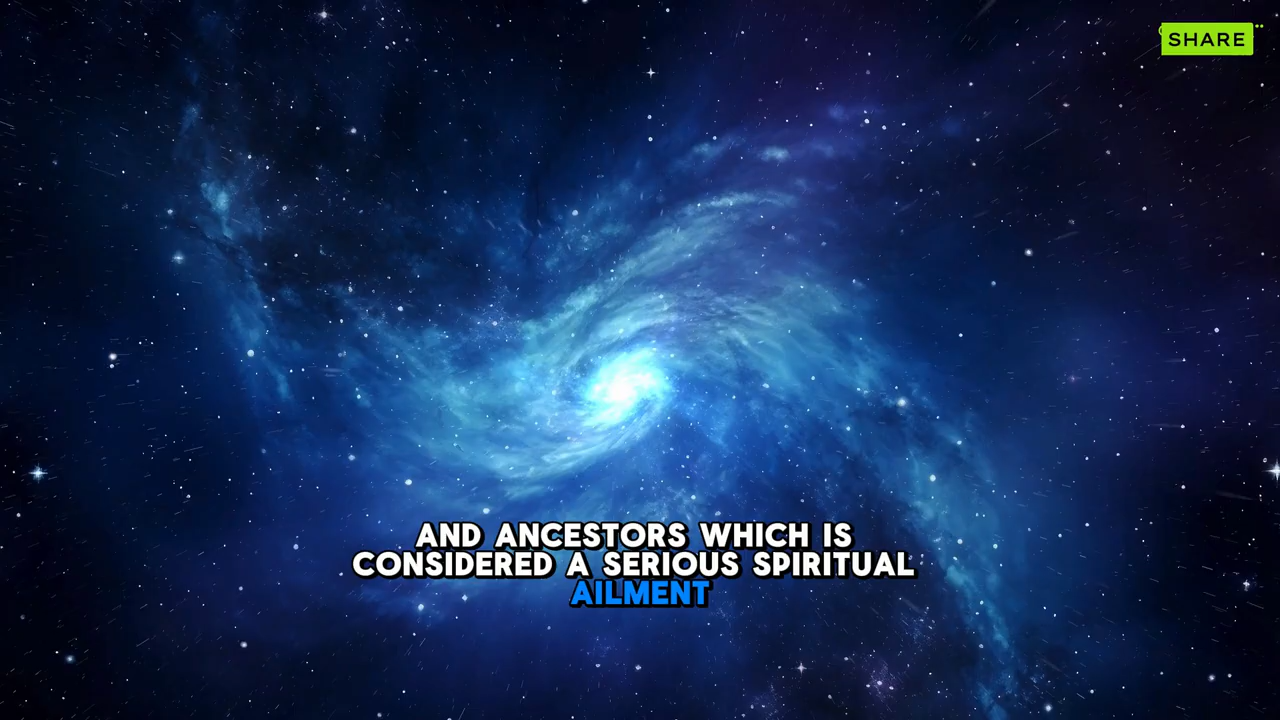 SHARE
AND ANCESTORS WHICH IS
CONSIDERED A SERIOUS SPIRITUAL
AILMENT